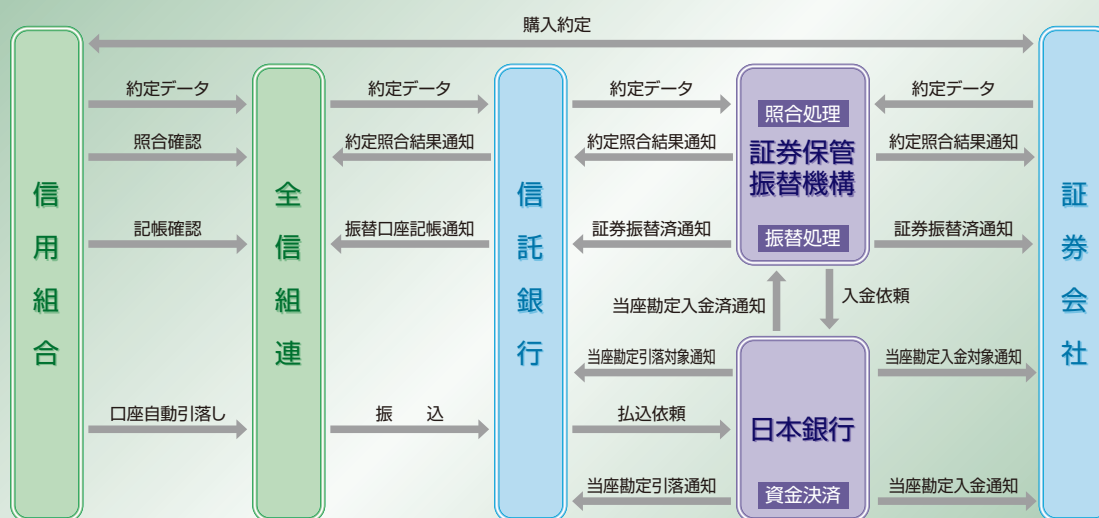 購入約定
約定データ
約定データ
約定データ
約定データ
照合処理
照合確認
約定照合結果通知
約定照合結果通知
約定照合結果通知
証券保管
振替機構
信用組合
全信組連
信託銀行
証券会社
記帳確認
振替口座記帳通知
証券振替済通知
振替処理
証券振替済通知
当座勘定入金済通知
入金依頼
当座勘定引落対象通知
当座勘定入金対象通知
口座自動引落し
振　込
払込依頼
日本銀行
当座勘定引落通知
資金決済
当座勘定入金通知